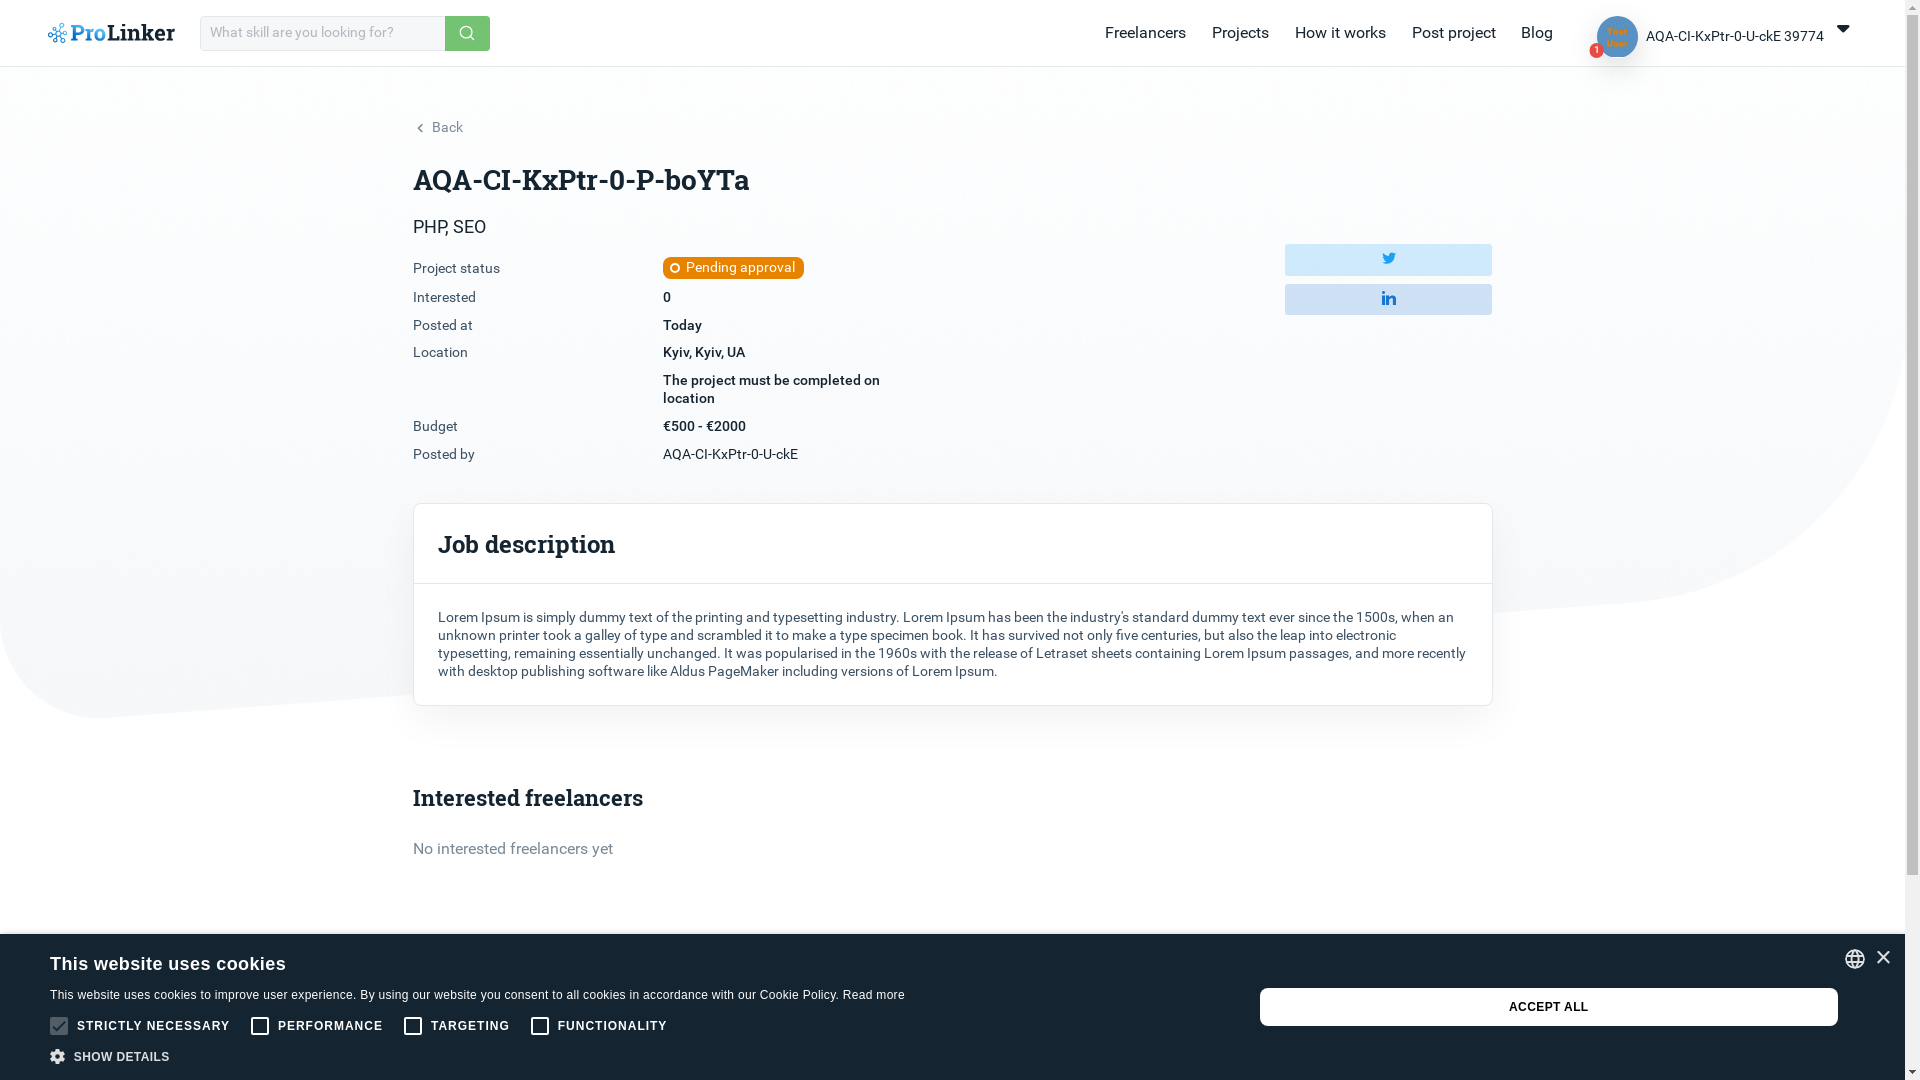 ProLinker
What skill are you looking for?
Freelancers
Projects
How it works
Post project
Blog
Test
User
1
AQA-CI-KxPtr-0-U-ckE 39774
Back
AQA-CI-KxPtr-0-P-boYTa
PHP, SEO
Project status
Pending approval
Interested
0
Posted at
Today
Location
Kyiv, Kyiv, UA
The project must be completed on
location
Budget
€500 - €2000
Posted by
AQA-CI-KxPtr-0-U-ckE
Job description
Lorem Ipsum is simply dummy text of the printing and typesetting industry. Lorem Ipsum has been the industry's standard dummy text ever since the 1500s, when an
unknown printer took a galley of type and scrambled it to make a type specimen book. It has survived not only five centuries, but also the leap into electronic
typesetting, remaining essentially unchanged. It was popularised in the 1960s with the release of Letraset sheets containing Lorem Ipsum passages, and more recently
with desktop publishing software like Aldus PageMaker including versions of Lorem Ipsum.
Interested freelancers
No interested freelancers yet
This website uses cookies
This website uses cookies to improve user experience. By using our website you consent to all cookies in accordance with our Cookie Policy. Read more
STRICTLY NECESSARY
PERFORMANCE
TARGETING
FUNCTIONALITY
SHOW DETAILS
ACCEPT ALL